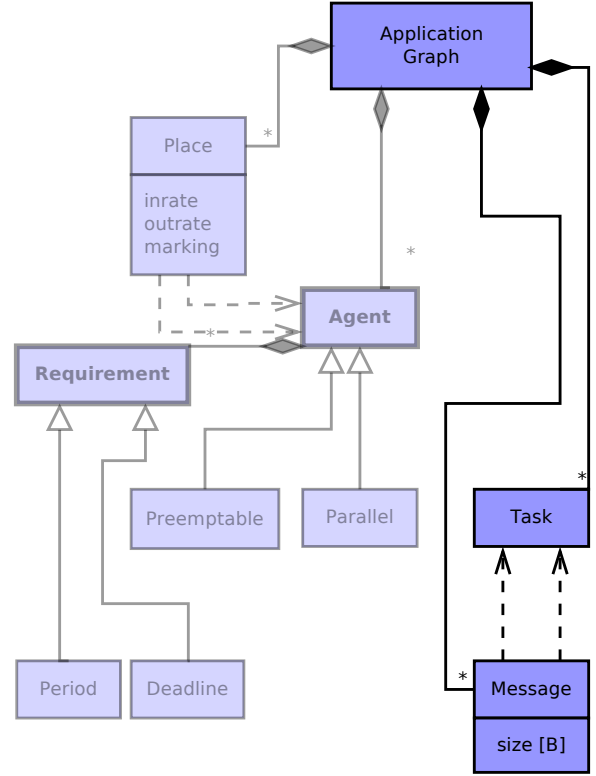 Application
Graph
*
Place
inrate
outrate
marking
*
Agent
*
Requirement
*
Preemptable
Parallel
Task
*
Period
Deadline
Message
size [B]